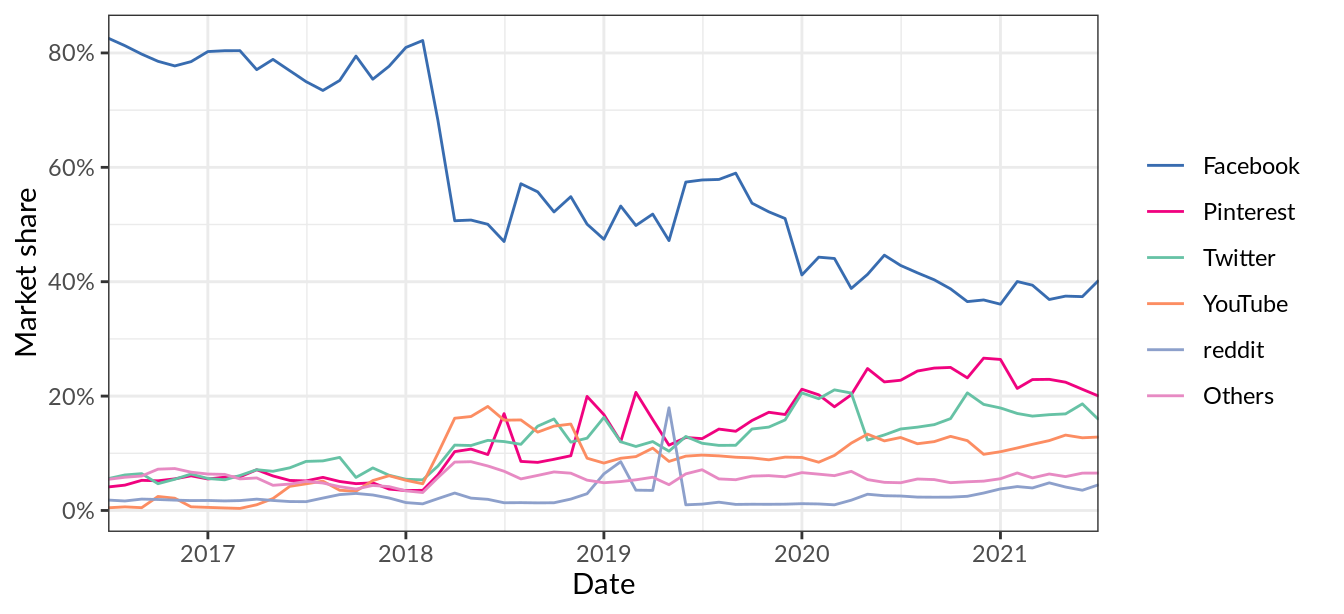 80%
60%
40%
20%
0%
Market share
2017 2018 2019 2020 2021
Date
Facebook
Pinterest
Twitter
YouTube
reddit
Others